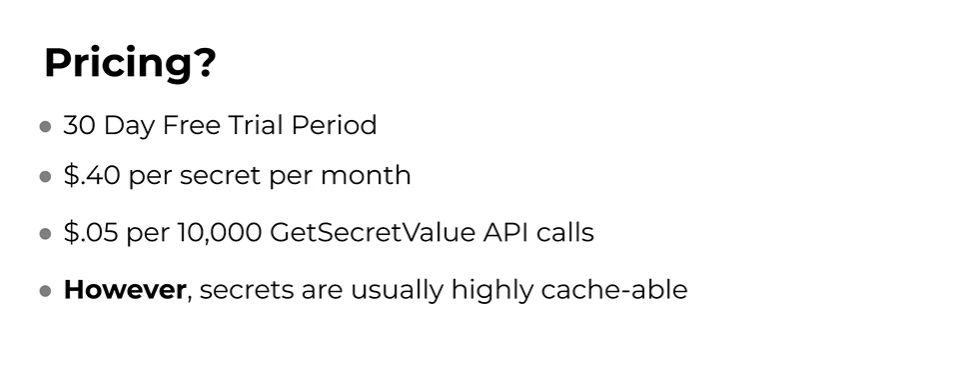 Pricing?
30 Day Free Trial Period
$.40 per secret per month
$.05 per 10,000 GetSecretValue API calls
However, secrets are usually highly cache-able